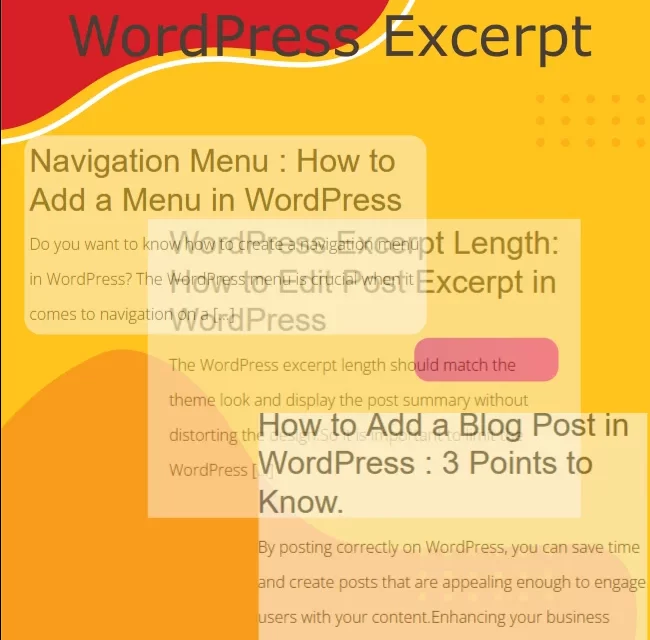 WordPress Excerpt
Navigation Menu : How to
Add a Menu in WordPress
Do you want to know how to create a navigation menu
in WordPress? The WordPress menu is crucial when it
comes to navigation on a [...]
WordPress Excerpt Length:
How to Edit Post Excerpt in
WordPress
The WordPress excerpt length should match the
theme look and display the post summary without
distorting the design.So it is important to limit the
WordPress [
How to Add a Blog Post in
WordPress : 3 Points to
Know.
By posting correctly on WordPress, you can save time
and create posts that are appealing enough to engage
users with your content.Enhancing your business